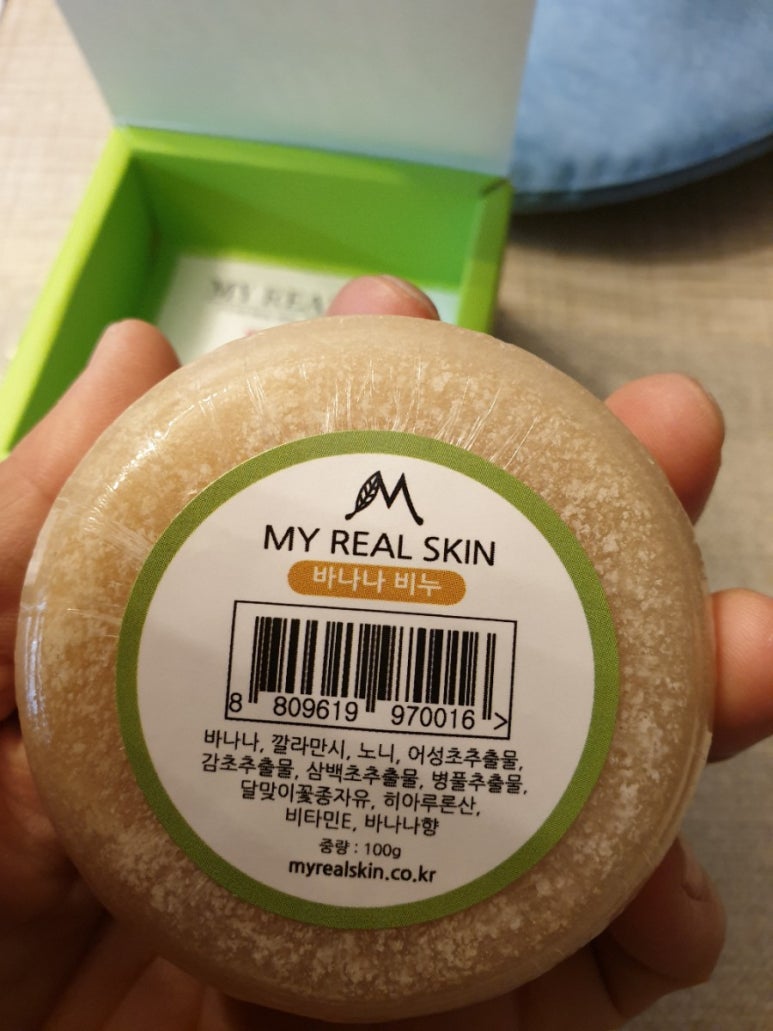 MY REA
M
MY REAL SKIN
바나나 비누
8 809619 970016 >
바나나, 깔라만시, 노니, 어성초추출물,
감초추출물, 삼백초추출물, 병풀추출물,
달맞이꽃종자유, 히아루론산,
비타민E, 바나나향
중량 : 100g
myrealskin.co.kr